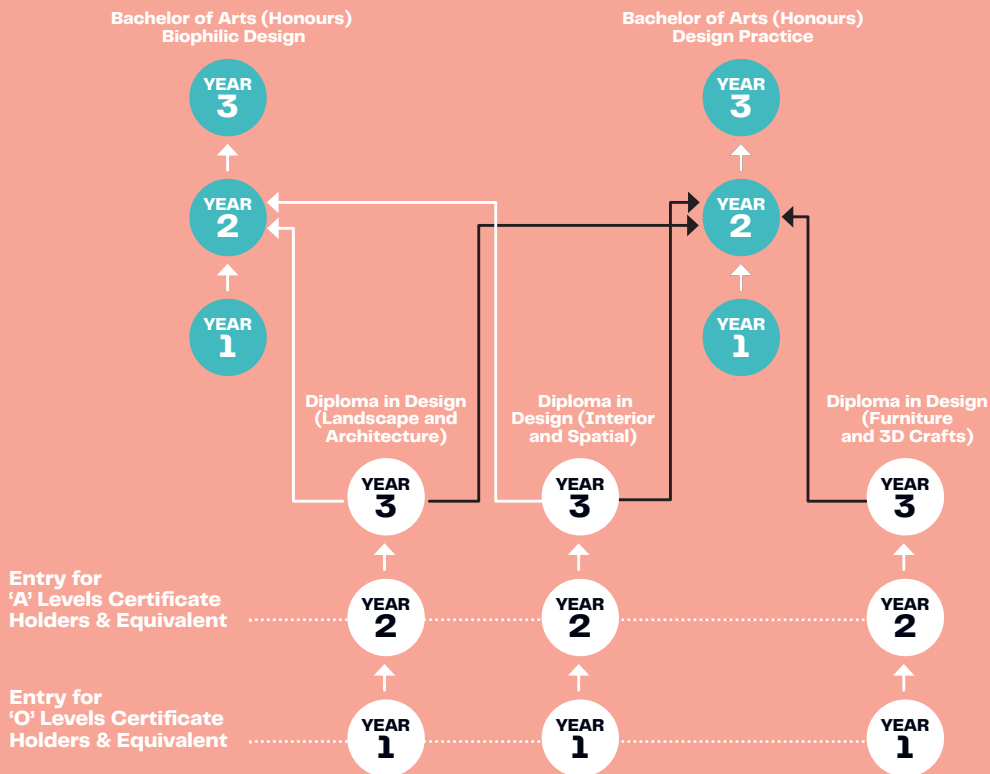 Bachelor of Arts (Honours)
Biophilic Design
Bachelor of Arts (Honours)
Design Practice
YEAR
3
YEAR
3
YEAR
2
YEAR
2
YEAR
1
YEAR
1
Diploma in Design
(Landscape and
Architecture)
Diploma in
Design (Interior
and Spatial)
Diploma in Design
(Furniture
and 3D Crafts)
YEAR
3
YEAR
3
YEAR
3
Entry for
‘A’ Levels Certificate
Holders & Equivalent
YEAR
2
YEAR
2
YEAR
2
Entry for
‘O’ Levels Certificate
Holders & Equivalent
YEAR
1
YEAR
1
YEAR
1